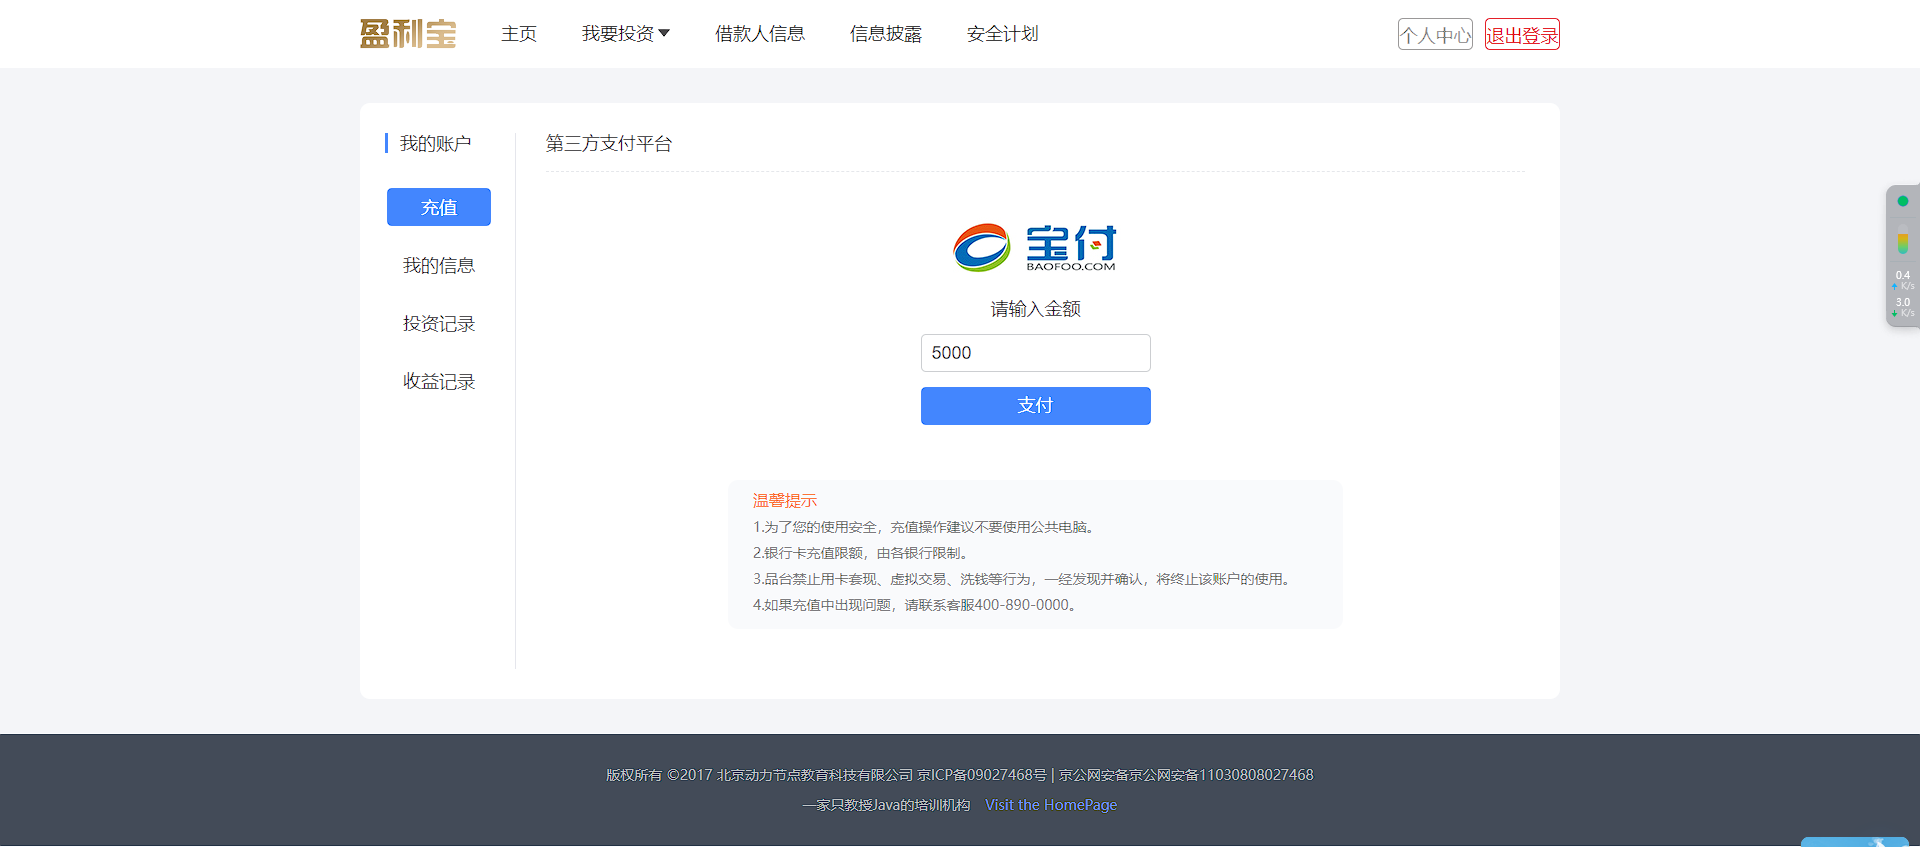 盈利宝 主页 我要投资 借款人信息 信息披露 安全计划 个人中心 退出登录
我的账户
充值
我的信息
投资记录
收益记录
第三方支付平台
宝付
BAOFOO.COM
请输入金额
5000
支付
温馨提示
1.为了您的使用安全，充值操作建议不要使用公共电脑。
2.银行卡充值限额，由各银行限制。
3.品台禁止用卡套现、虚拟交易、洗钱等行为，一经发现并确认，将终止该账户的使用。
4.如果充值中出现问题，请联系客服400-890-0000。
0.4
K/s
3.0
K/s
版权所有 ©2017 北京动力节点教育科技有限公司 京ICP备09027468号 | 京公网安备京公网安备11030808027468
一家只教授Java的培训机构 Visit the HomePage